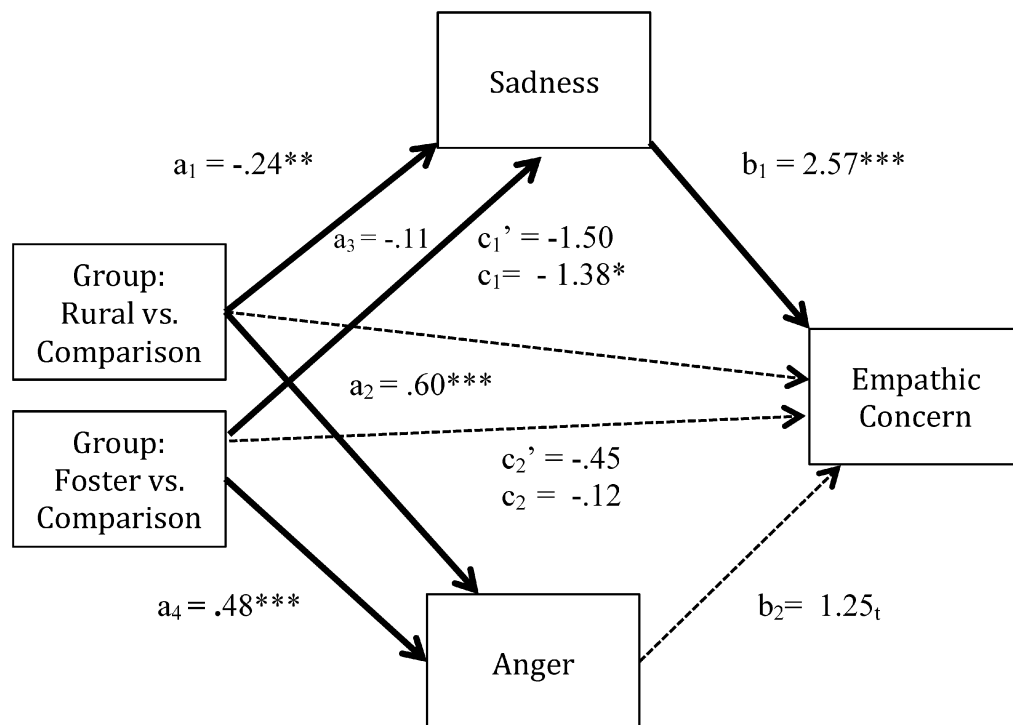 Sadness
a₁ = -.24**
b₁ = 2.57***
a₃ = -.11
c₁’ = -1.50
c₁= - 1.38*
Group:
Rural vs.
Comparison
a₂ = .60***
Empathic
Concern
Group:
Foster vs.
Comparison
c₂’ = -.45
c₂ = -.12
a₄ = .48***
b₂= 1.25ₜ
Anger